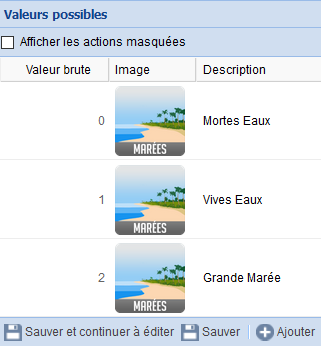 Valeurs possibles
Afficher les actions masquées
Valeur brute Image Description
0 MARÉES Mortes Eaux
1 MARÉES Vives Eaux
2 MARÉES Grande Marée
Sauver et continuer à éditer Sauver Ajouter